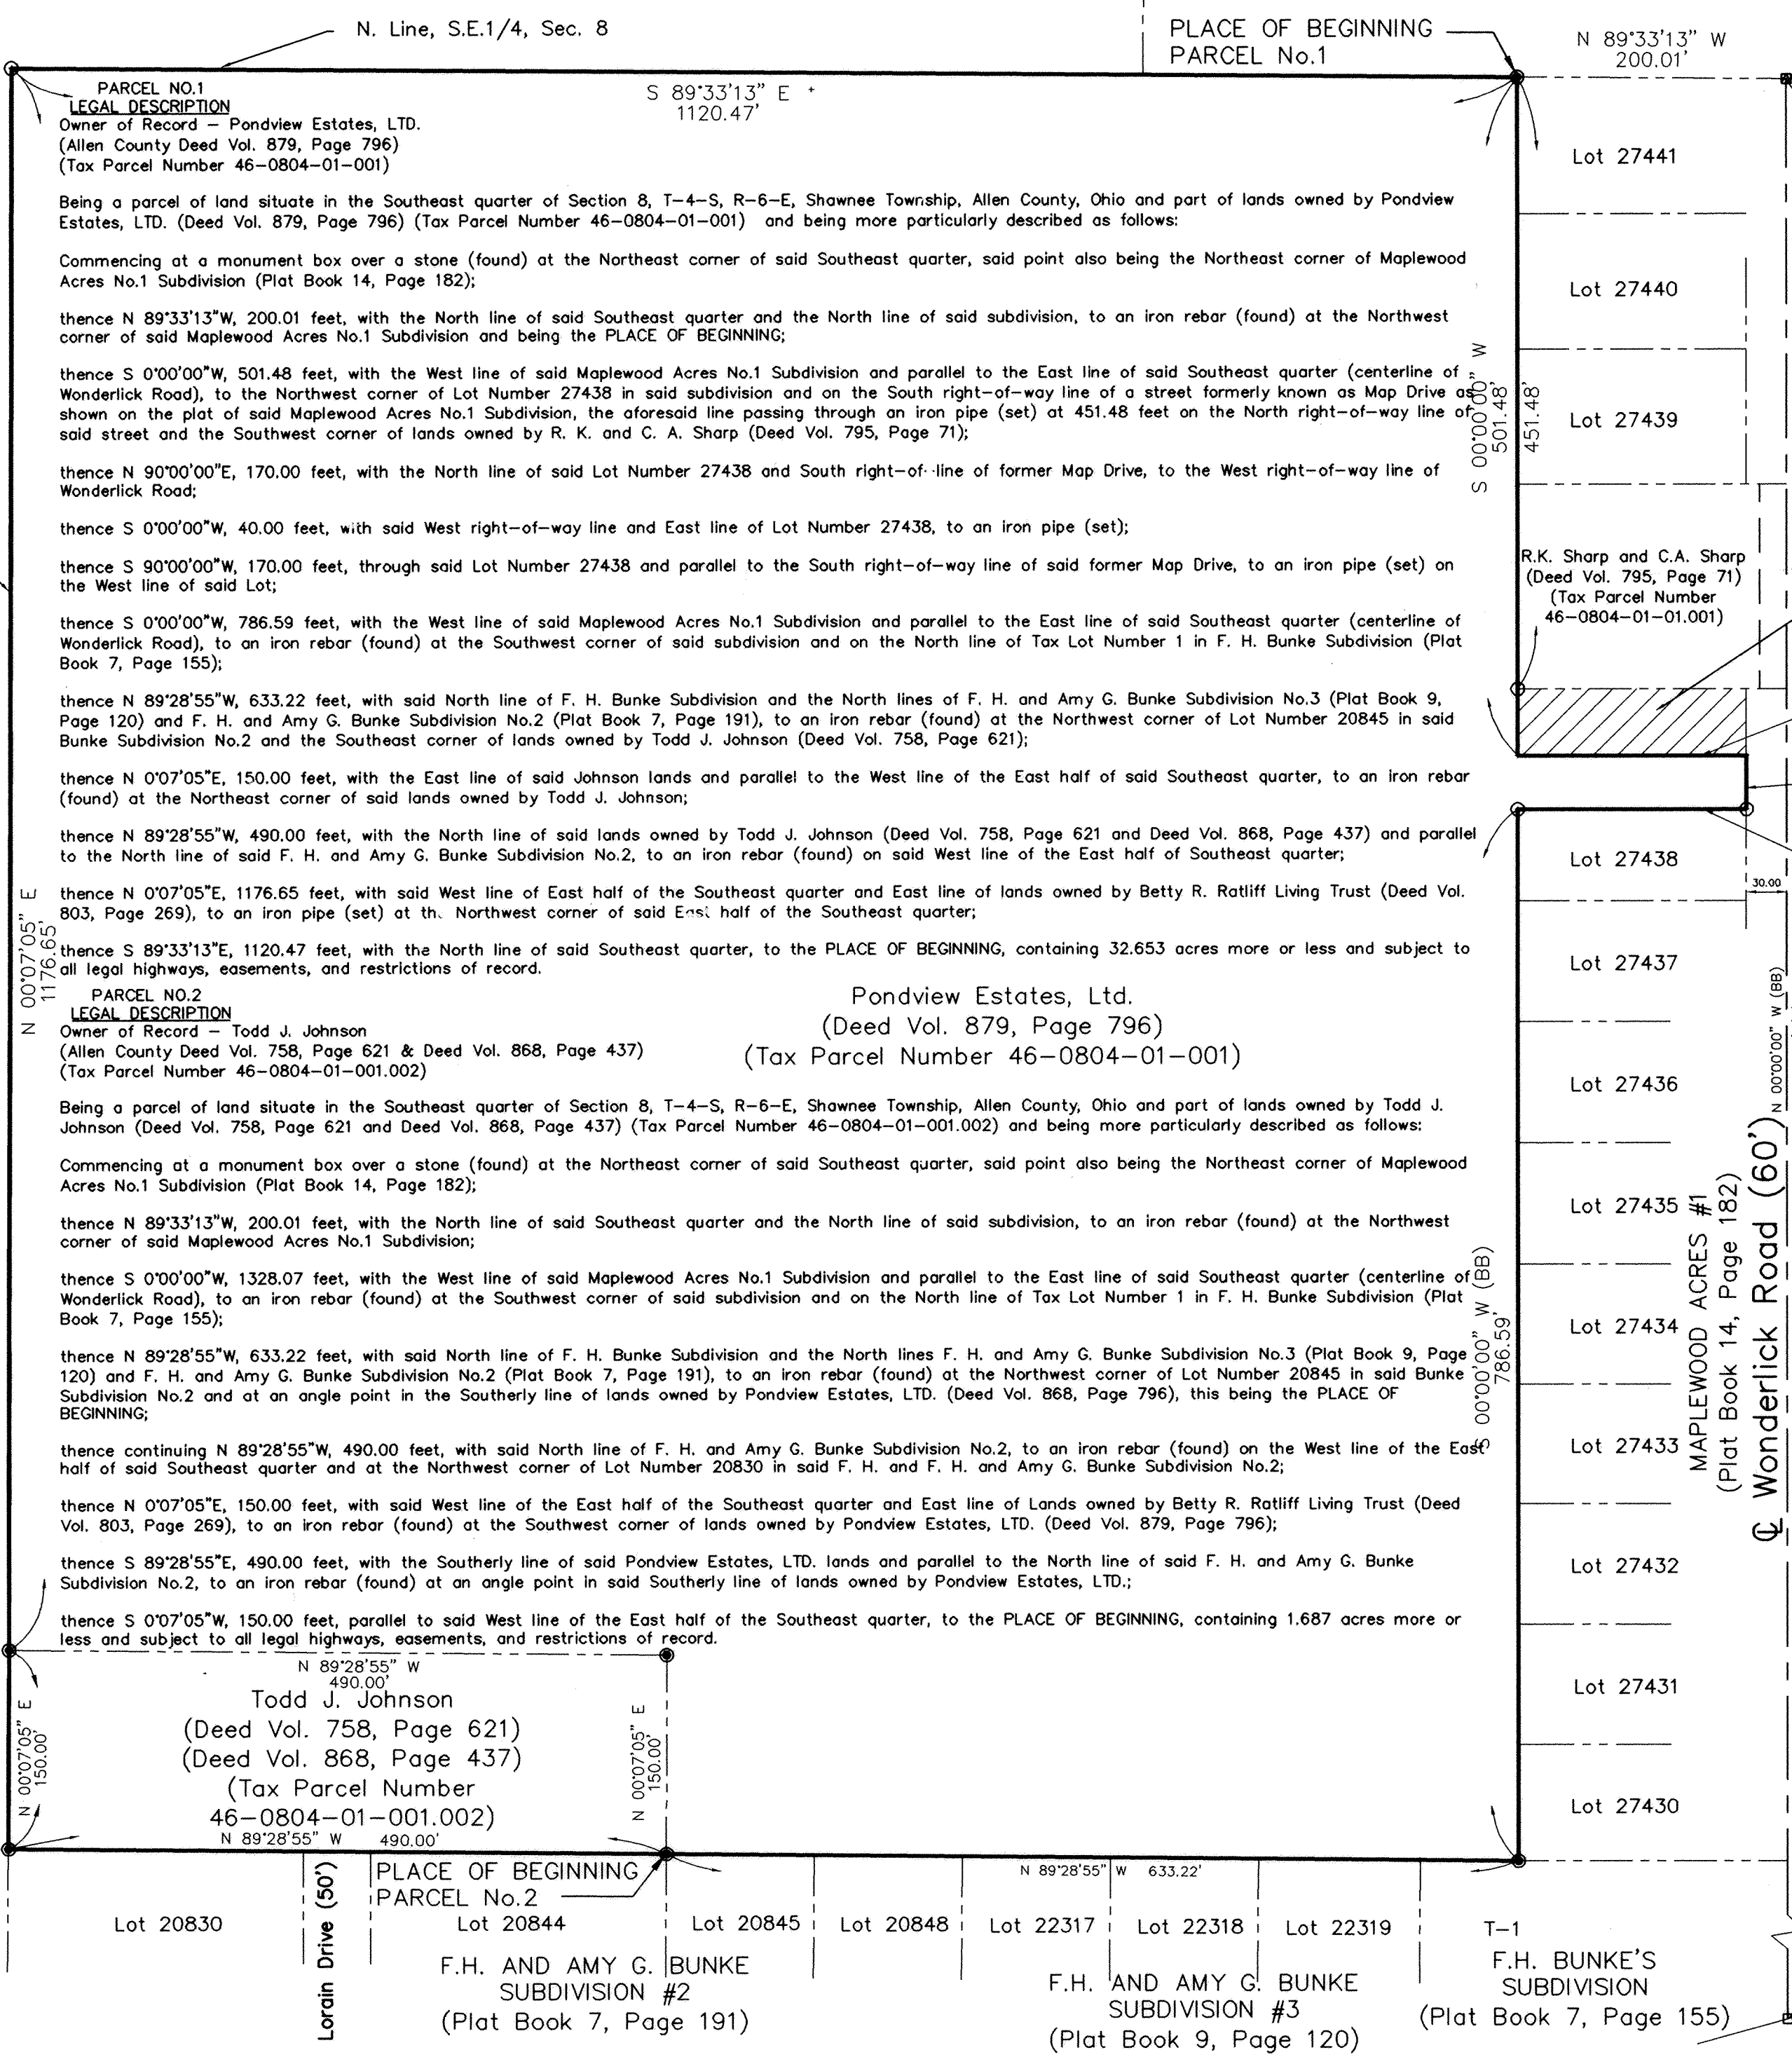 N. Line, S.E.1/4, Sec. 8
PLACE OF BEGINNING
PARCEL No.1
N 89°33'13" W
200.01'
S 89°33'13" E
1120.47'
PARCEL NO.1
LEGAL DESCRIPTION
Owner of Record – Pondview Estates, LTD.
(Allen County Deed Vol. 879, Page 796)
(Tax Parcel Number 46–0804–01–001)
Being a parcel of land situate in the Southeast quarter of Section 8, T–4–S, R–6–E, Shawnee Township, Allen County, Ohio and part of lands owned by Pondview
Estates, LTD. (Deed Vol. 879, Page 796) (Tax Parcel Number 46–0804–01–001) and being more particularly described as follows:
Commencing at a monument box over a stone (found) at the Northeast corner of said Southeast quarter, said point also being the Northeast corner of Maplewood
Acres No.1 Subdivision (Plat Book 14, Page 182);
thence N 89°33'13"W, 200.01 feet, with the North line of said Southeast quarter and the North line of said subdivision, to an iron rebar (found) at the Northwest
corner of said Maplewood Acres No.1 Subdivision and being the PLACE OF BEGINNING;
thence S 0°00'00"W, 501.48 feet, with the West line of said Maplewood Acres No.1 Subdivision and parallel to the East line of said Southeast quarter (centerline of
Wonderlick Road), to the Northwest corner of Lot Number 27438 in said subdivision and on the South right–of–way line of a street formerly known as Map Drive as
shown on the plat of said Maplewood Acres No.1 Subdivision, the aforesaid line passing through an iron pipe (set) at 451.48 feet on the North right–of–way line of
said street and the Southwest corner of lands owned by R. K. and C. A. Sharp (Deed Vol. 795, Page 71);
thence N 90°00'00"E, 170.00 feet, with the North line of said Lot Number 27438 and South right–of- -line of former Map Drive, to the West right–of–way line of
Wonderlick Road;
thence S 0°00'00"W, 40.00 feet, with said West right–of–way line and East line of Lot Number 27438, to an iron pipe (set);
thence S 90°00'00"W, 170.00 feet, through said Lot Number 27438 and parallel to the South right–of–way line of said former Map Drive, to an iron pipe (set) on
the West line of said Lot;
thence S 0°00'00"W, 786.59 feet, with the West line of said Maplewood Acres No.1 Subdivision and parallel to the East line of said Southeast quarter (centerline of
Wonderlick Road), to an iron rebar (found) at the Southwest corner of said subdivision and on the North line of Tax Lot Number 1 in F. H. Bunke Subdivision (Plat
Book 7, Page 155);
thence N 89°28'55"W, 633.22 feet, with said North line of F. H. Bunke Subdivision and the North lines of F. H. and Amy G. Bunke Subdivision No.3 (Plat Book 9,
Page 120) and F. H. and Amy G. Bunke Subdivision No.2 (Plat Book 7, Page 191), to an iron rebar (found) at the Northwest corner of Lot Number 20845 in said
Bunke Subdivision No.2 and the Southeast corner of lands owned by Todd J. Johnson (Deed Vol. 758, Page 621);
thence N 0°07'05"E, 150.00 feet, with the East line of said Johnson lands and parallel to the West line of the East half of said Southeast quarter, to an iron rebar
(found) at the Northeast corner of said lands owned by Todd J. Johnson;
thence N 89°28'55"W, 490.00 feet, with the North line of said lands owned by Todd J. Johnson (Deed Vol. 758, Page 621 and Deed Vol. 868, Page 437) and parallel
to the North line of said F. H. and Amy G. Bunke Subdivision No.2, to an iron rebar (found) on said West line of the East half of Southeast quarter;
thence N 0°07'05"E, 1176.65 feet, with said West line of East half of the Southeast quarter and East line of lands owned by Betty R. Ratliff Living Trust (Deed Vol.
803, Page 269), to an iron pipe (set) at the Northwest corner of said East half of the Southeast quarter;
thence S 89°33'13"E, 1120.47 feet, with the North line of said Southeast quarter, to the PLACE OF BEGINNING, containing 32.653 acres more or less and subject to
all legal highways, easements, and restrictions of record.
PARCEL NO.2
LEGAL DESCRIPTION
Owner of Record – Todd J. Johnson
(Allen County Deed Vol. 758, Page 621 & Deed Vol. 868, Page 437)
(Tax Parcel Number 46–0804–01–001.002)
Pondview Estates, Ltd.
(Deed Vol. 879, Page 796)
(Tax Parcel Number 46–0804–01–001)
Being a parcel of land situate in the Southeast quarter of Section 8, T–4–S, R–6–E, Shawnee Township, Allen County, Ohio and part of lands owned by Todd J.
Johnson (Deed Vol. 758, Page 621 and Deed Vol. 868, Page 437) (Tax Parcel Number 46–0804–01–001.002) and being more particularly described as follows:
Commencing at a monument box over a stone (found) at the Northeast corner of said Southeast quarter, said point also being the Northeast corner of Maplewood
Acres No.1 Subdivision (Plat Book 14, Page 182);
thence N 89°33'13"W, 200.01 feet, with the North line of said Southeast quarter and the North line of said subdivision, to an iron rebar (found) at the Northwest
corner of said Maplewood Acres No.1 Subdivision;
thence S 0°00'00"W, 1328.07 feet, with the West line of said Maplewood Acres No.1 Subdivision and parallel to the East line of said Southeast quarter (centerline of
Wonderlick Road), to an iron rebar (found) at the Southwest corner of said subdivision and on the North line of Tax Lot Number 1 in F. H. Bunke Subdivision (Plat
Book 7, Page 155);
thence N 89°28'55"W, 633.22 feet, with said North line of F. H. Bunke Subdivision and the North lines F. H. and Amy G. Bunke Subdivision No.3 (Plat Book 9, Page
120) and F. H. and Amy G. Bunke Subdivision No.2 (Plat Book 7, Page 191), to an iron rebar (found) at the Northwest corner of Lot Number 20845 in said Bunke
Subdivision No.2 and at an angle point in the Southerly line of lands owned by Pondview Estates, LTD. (Deed Vol. 868, Page 796), this being the PLACE OF
BEGINNING;
thence continuing N 89°28'55"W, 490.00 feet, with said North line of F. H. and Amy G. Bunke Subdivision No.2, to an iron rebar (found) on the West line of the East
half of said Southeast quarter and at the Northwest corner of Lot Number 20830 in said F. H. and F. H. and Amy G. Bunke Subdivision No.2;
thence N 0°07'05"E, 150.00 feet, with said West line of the East half of the Southeast quarter and East line of Lands owned by Betty R. Ratliff Living Trust (Deed
Vol. 803, Page 269), to an iron rebar (found) at the Southwest corner of lands owned by Pondview Estates, LTD. (Deed Vol. 879, Page 796);
thence S 89°28'55"E, 490.00 feet, with the Southerly line of said Pondview Estates, LTD. lands and parallel to the North line of said F. H. and Amy G. Bunke
Subdivision No.2, to an iron rebar (found) at an angle point in said Southerly line of lands owned by Pondview Estates, LTD.;
thence S 0°07'05"W, 150.00 feet, parallel to said West line of the East half of the Southeast quarter, to the PLACE OF BEGINNING, containing 1.687 acres more or
less and subject to all legal highways, easements, and restrictions of record.
N 00°07'05" E
1176.65'
S 00°00'00" W
501.48'
451.48'
S 00°00'00" W (BB)
786.59'
Lot 27441
Lot 27440
Lot 27439
R.K. Sharp and C.A. Sharp
(Deed Vol. 795, Page 71)
(Tax Parcel Number
46–0804–01–01.001)
Lot 27438
30.00
Lot 27437
Lot 27436
Lot 27435
Lot 27434
Lot 27433
Lot 27432
Lot 27431
Lot 27430
MAPLEWOOD ACRES #1
(Plat Book 14, Page 182)
℄ Wonderlick Road (60')
N 00°00'00" W (BB)
N 89°28'55" W
490.00'
Todd J. Johnson
(Deed Vol. 758, Page 621)
(Deed Vol. 868, Page 437)
(Tax Parcel Number
46–0804–01–001.002)
N 89°28'55" W 490.00'
N 00°07'05" E
150.00'
N 00°07'05" E
150.00'
PLACE OF BEGINNING
PARCEL No.2
N 89°28'55" W 633.22'
Lot 20830
Lorain Drive (50')
Lot 20844
Lot 20845
Lot 20848
Lot 22317
Lot 22318
Lot 22319
T–1
F.H. AND AMY G. BUNKE
SUBDIVISION #2
(Plat Book 7, Page 191)
F.H. AND AMY G. BUNKE
SUBDIVISION #3
(Plat Book 9, Page 120)
F.H. BUNKE'S
SUBDIVISION
(Plat Book 7, Page 155)